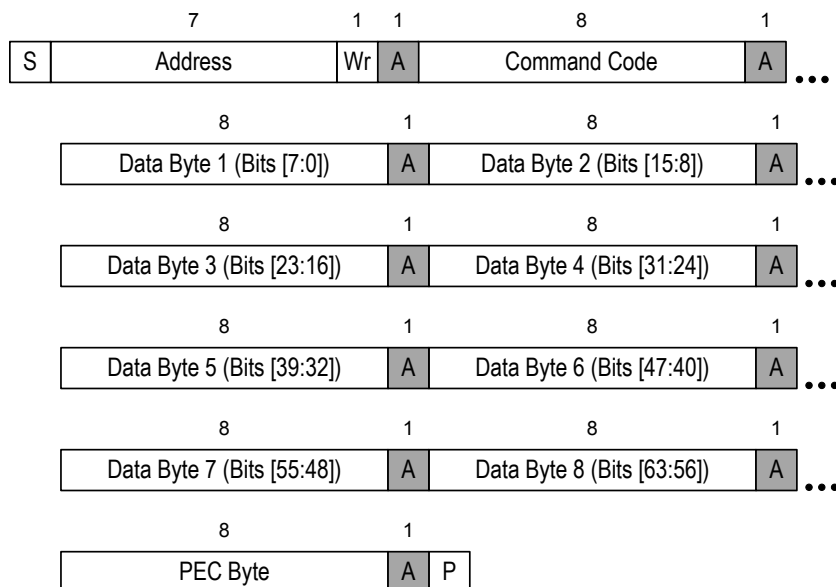 7 1 1 8 1
S Address Wr A Command Code A •••
8 1 8 1
Data Byte 1 (Bits [7:0]) A Data Byte 2 (Bits [15:8]) A •••
8 1 8 1
Data Byte 3 (Bits [23:16]) A Data Byte 4 (Bits [31:24]) A •••
8 1 8 1
Data Byte 5 (Bits [39:32]) A Data Byte 6 (Bits [47:40]) A •••
8 1 8 1
Data Byte 7 (Bits [55:48]) A Data Byte 8 (Bits [63:56]) A •••
8 1
PEC Byte A P